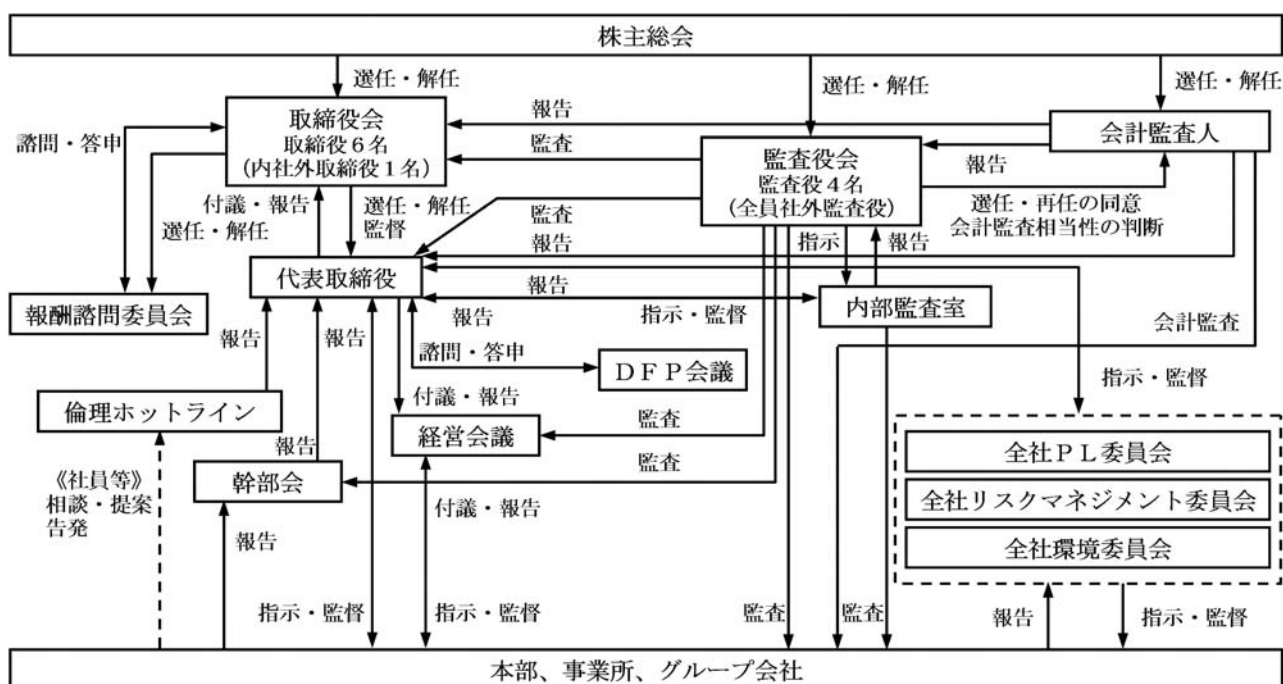 株主総会
選任・解任
選任・解任
選任・解任
取締役会
取締役６名
(内社外取締役１名)
報告
会計監査人
諮問・答申
監査
監査役会
監査役４名
(全員社外監査役)
報告
付議・報告
選任・解任
監督
監査
選任・再任の同意
会計監査相当性の判断
選任・解任
報告
指示
報告
代表取締役
報告
内部監査室
報酬諮問委員会
報告
報告
報告
指示・監督
会計監査
諮問・答申
ＤＦＰ会議
指示・監督
倫理ホットライン
付議・報告
経営会議
監査
報告
全社ＰＬ委員会
幹部会
監査
《社員等》
相談・提案
告発
付議・報告
全社リスクマネジメント委員会
報告
全社環境委員会
指示・監督
指示・監督
監査
監査
報告
指示・監督
本部、事業所、グループ会社